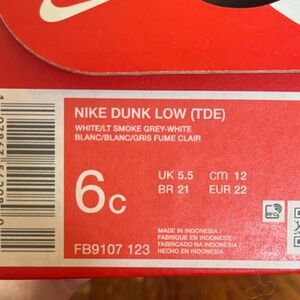 NIKE DUNK LOW (TDE)
WHITE/LT SMOKE GREY-WHITE
BLANC/BLANC/GRIS FUME CLAIR
6c
UK 5.5 cm 12
BR 21 EUR 22
MADE IN INDONESIA /
FABRIQUE EN INDONESIE /
FABRICADO NA INDONESIA /
HECHO EN INDONESIA
FB9107 123